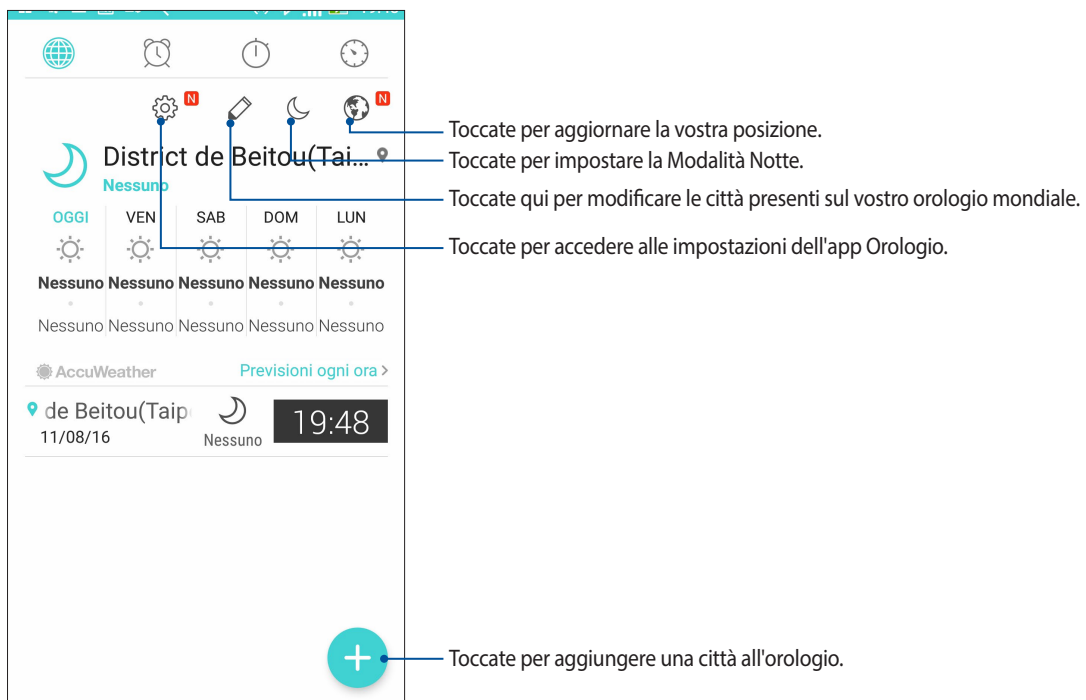 N
N
District de Beitou(Tai...
Nessuno
OGGI VEN SAB DOM LUN
Nessuno Nessuno Nessuno Nessuno Nessuno
Nessuno Nessuno Nessuno Nessuno Nessuno
AccuWeather Previsioni ogni ora >
de Beitou(Taip
11/08/16
Nessuno
19:48
Toccate per aggiornare la vostra posizione.
Toccate per impostare la Modalità Notte.
Toccate qui per modificare le città presenti sul vostro orologio mondiale.
Toccate per accedere alle impostazioni dell'app Orologio.
Toccate per aggiungere una città all'orologio.